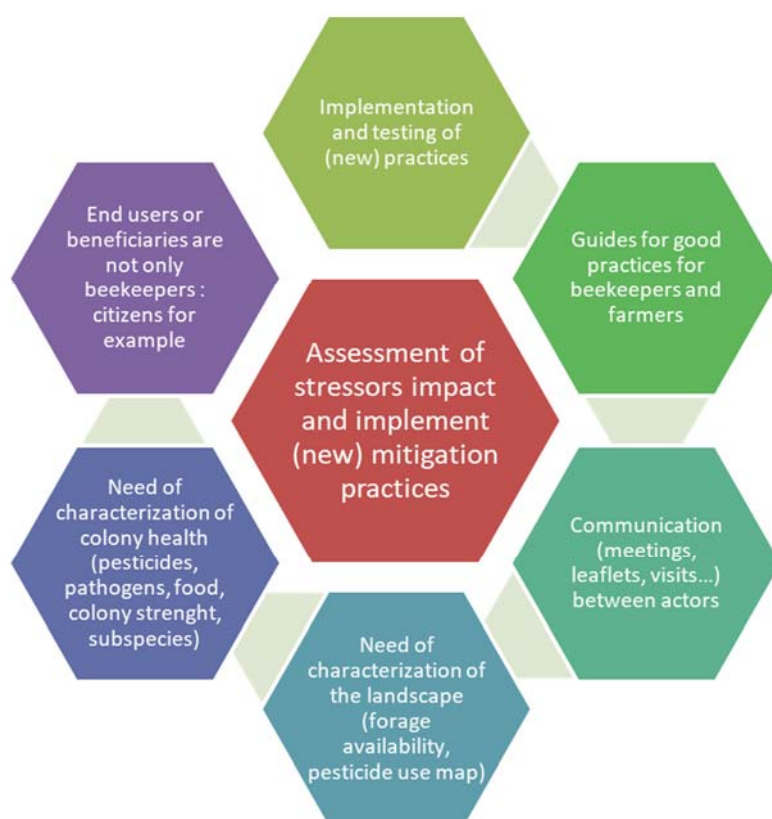 Implementation
and testing of
(new) practices
End users or
beneficiaries are
not only
beekeepers :
citizens for
example
Guides for good
practices for
beekeepers and
farmers
Assessment of
stressors impact
and implement
(new) mitigation
practices
Need of
characterization of
colony health
(pesticides,
pathogens, food,
colony strenght,
subspecies)
Communication
(meetings,
leaflets, visits...)
between actors
Need of
characterization of
the landscape
(forage
availability,
pesticide use map)